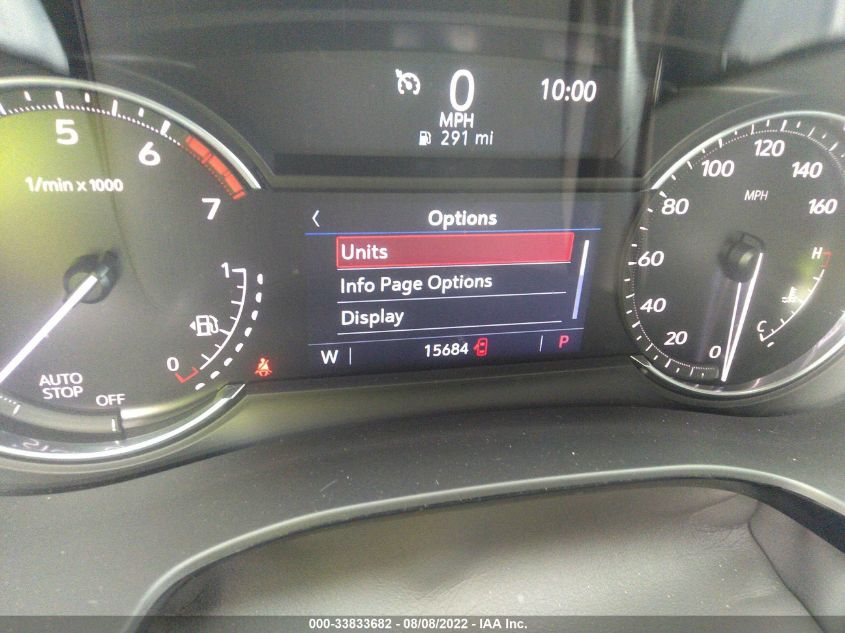 0
10:00
MPH
291 mi
5
6
7
1/min x 1000
1
0
AUTO
STOP
OFF
Options
Units
Info Page Options
Display
W
15684
P
0
20
40
60
80
100
120
140
160
MPH
H
C
000-33833682 - 08/08/2022 - IAA Inc.